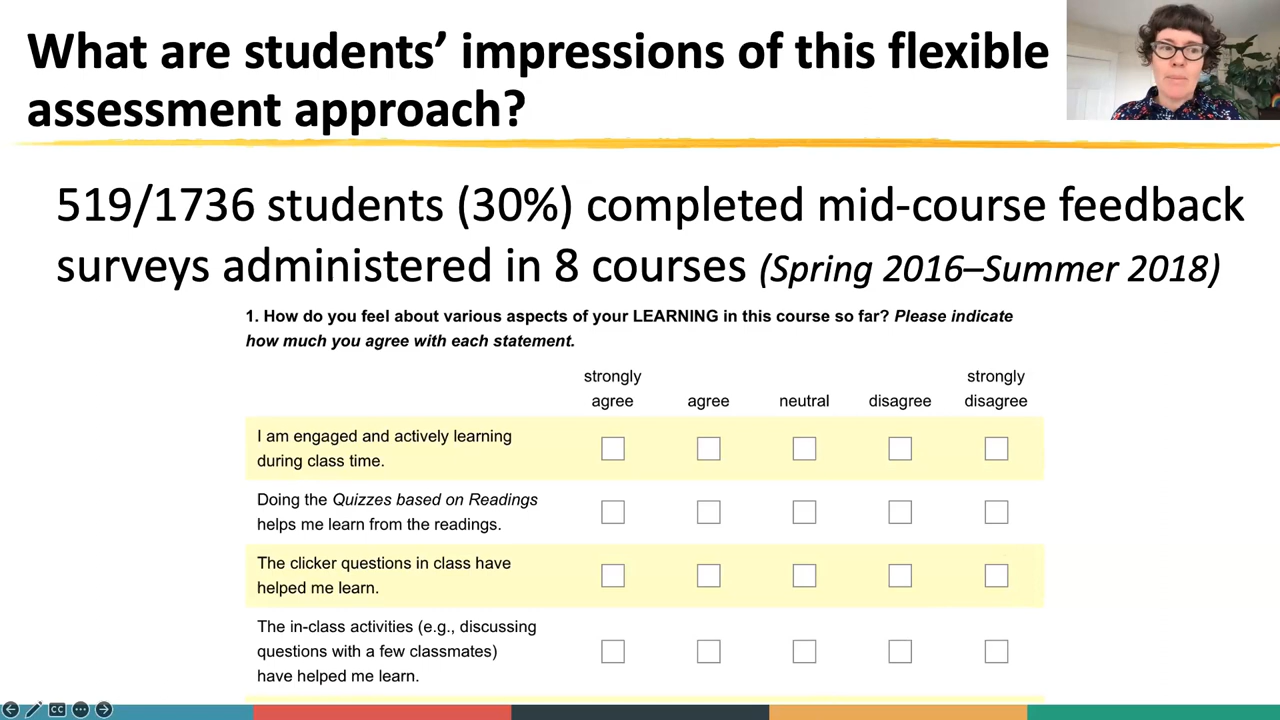 What are students’ impressions of this flexible
assessment approach?
519/1736 students (30%) completed mid-course feedback
surveys administered in 8 courses (Spring 2016–Summer 2018)
1. How do you feel about various aspects of your LEARNING in this course so far? Please indicate
how much you agree with each statement.
strongly
agree
agree
neutral
disagree
strongly
disagree
I am engaged and actively learning
during class time.
Doing the Quizzes based on Readings
helps me learn from the readings.
The clicker questions in class have
helped me learn.
The in-class activities (e.g., discussing
questions with a few classmates)
have helped me learn.
CC